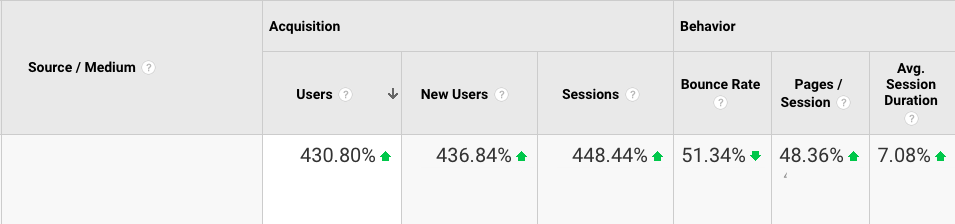 Acquisition
Behavior
Source / Medium ?
Users ?
New Users ?
Sessions ?
Bounce Rate
?
Pages /
Session ?
Avg.
Session
Duration
?
430.80%
436.84%
448.44%
51.34%
48.36%
7.08%